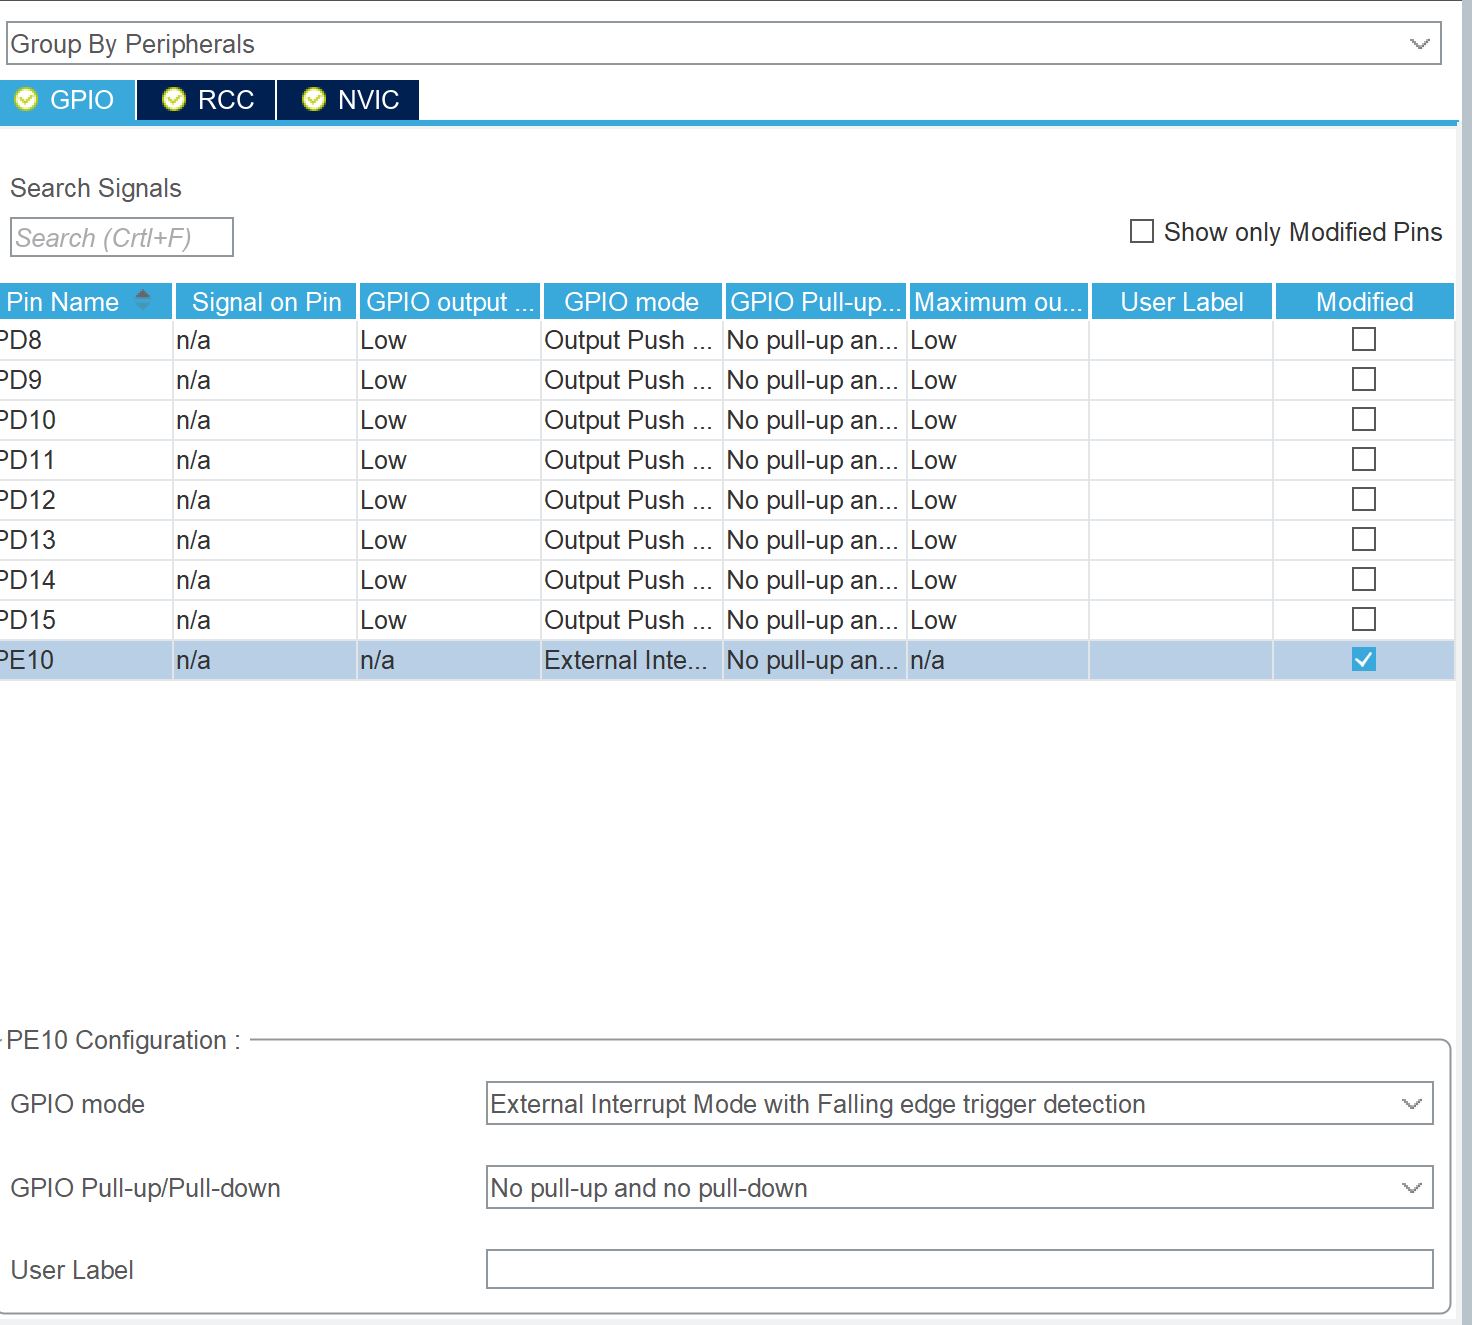 Group By Peripherals
GPIO RCC NVIC
Search Signals
Search (Crtl+F)
Show only Modified Pins
Pin Name Signal on Pin GPIO output ... GPIO mode GPIO Pull-up... Maximum ou... User Label Modified
PD8 n/a Low Output Push ... No pull-up an... Low
PD9 n/a Low Output Push ... No pull-up an... Low
PD10 n/a Low Output Push ... No pull-up an... Low
PD11 n/a Low Output Push ... No pull-up an... Low
PD12 n/a Low Output Push ... No pull-up an... Low
PD13 n/a Low Output Push ... No pull-up an... Low
PD14 n/a Low Output Push ... No pull-up an... Low
PD15 n/a Low Output Push ... No pull-up an... Low
PE10 n/a n/a External Inte... No pull-up an... n/a
PE10 Configuration :
GPIO mode External Interrupt Mode with Falling edge trigger detection
GPIO Pull-up/Pull-down No pull-up and no pull-down
User Label